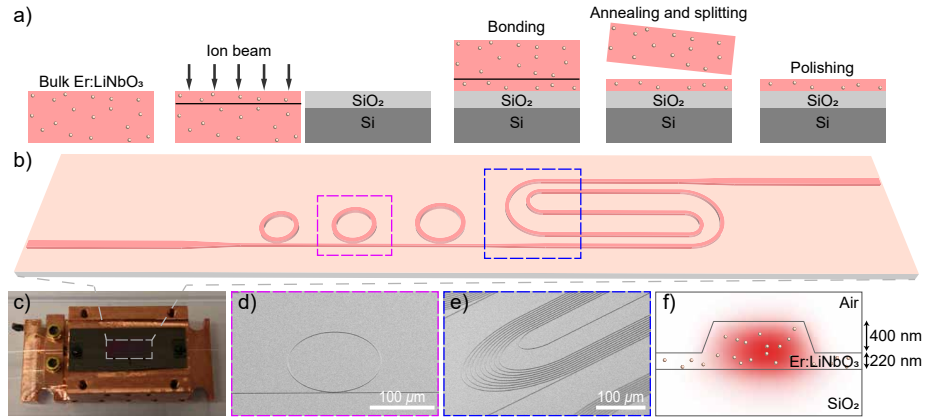 a)
Bulk Er:LiNbO₃
Ion beam
SiO₂
Si
Bonding
SiO₂
Si
Annealing and splitting
SiO₂
Si
Polishing
SiO₂
Si
b)
c)
d)
100 µm
e)
100 µm
f)
Air
400 nm
Er:LiNbO₃
220 nm
SiO₂